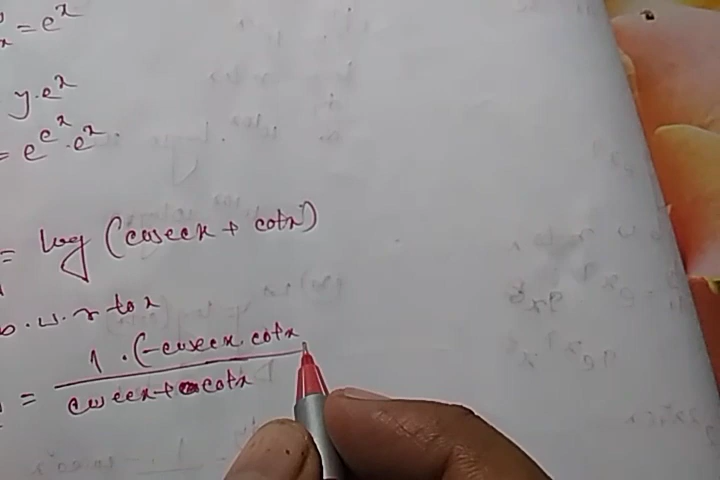 x = e^x
y·e^x
= e^{e^x}·e^x.
= log (cosecx + cotx)
D. w. r to x
= 1·(-cosecx. cotx / cosecx + cotx